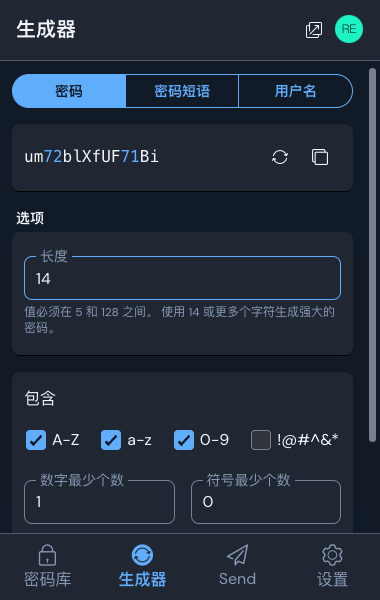 生成器
RE
密码 密码短语 用户名
um72blXfUF71Bi
选项
长度
14
值必须在 5 和 128 之间。 使用 14 或更多个字符生成强大的
密码。
包含
A-Z a-z 0-9 !@#^&*
数字最少个数 符号最少个数
1 0
密码库 生成器 Send 设置